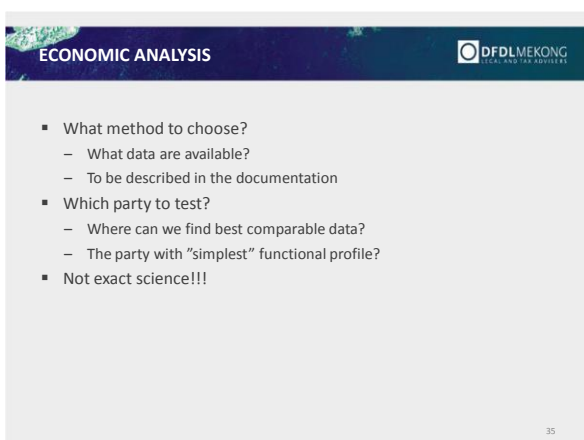 ECONOMIC ANALYSIS
DFDLMEKONG
LEGAL AND TAX ADVISERS
▪ What method to choose?
– What data are available?
– To be described in the documentation
▪ Which party to test?
– Where can we find best comparable data?
– The party with ”simplest” functional profile?
▪ Not exact science!!!
35